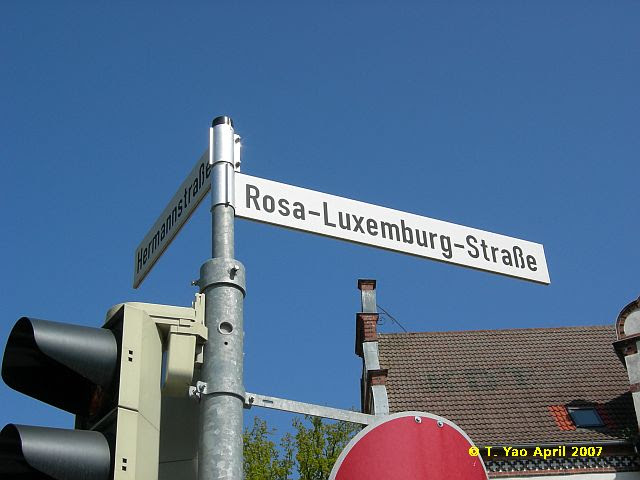 Hermannstraße
Rosa-Luxemburg-Straße
© T. Yao April 2007